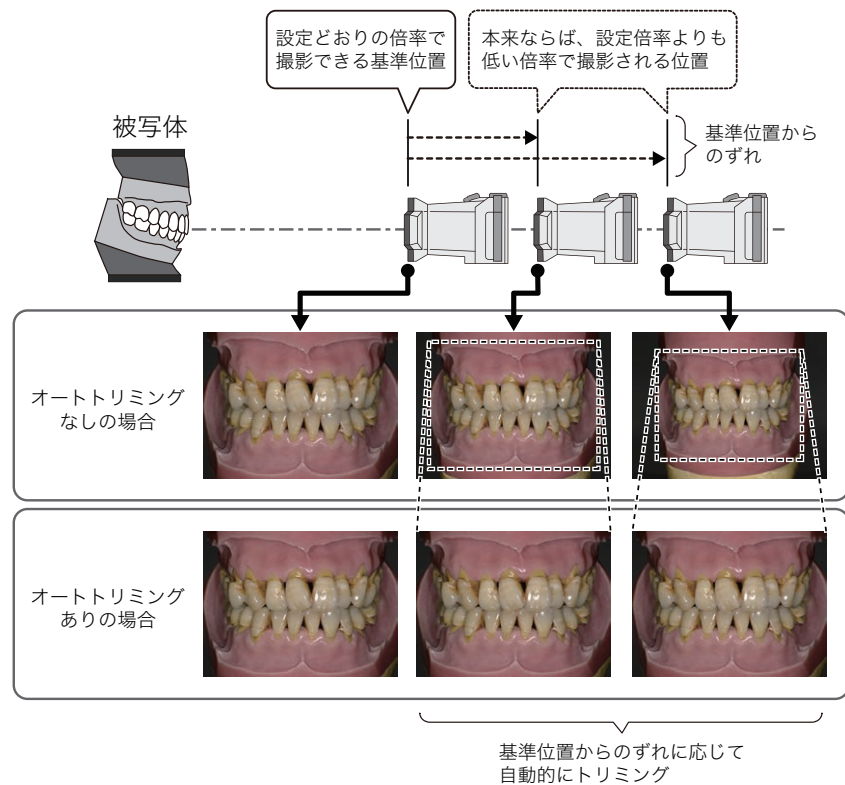 設定どおりの倍率で
撮影できる基準位置
本来ならば、設定倍率よりも
低い倍率で撮影される位置
被写体
基準位置から
のずれ
オートトリミング
なしの場合
オートトリミング
ありの場合
基準位置からのずれに応じて
自動的にトリミング